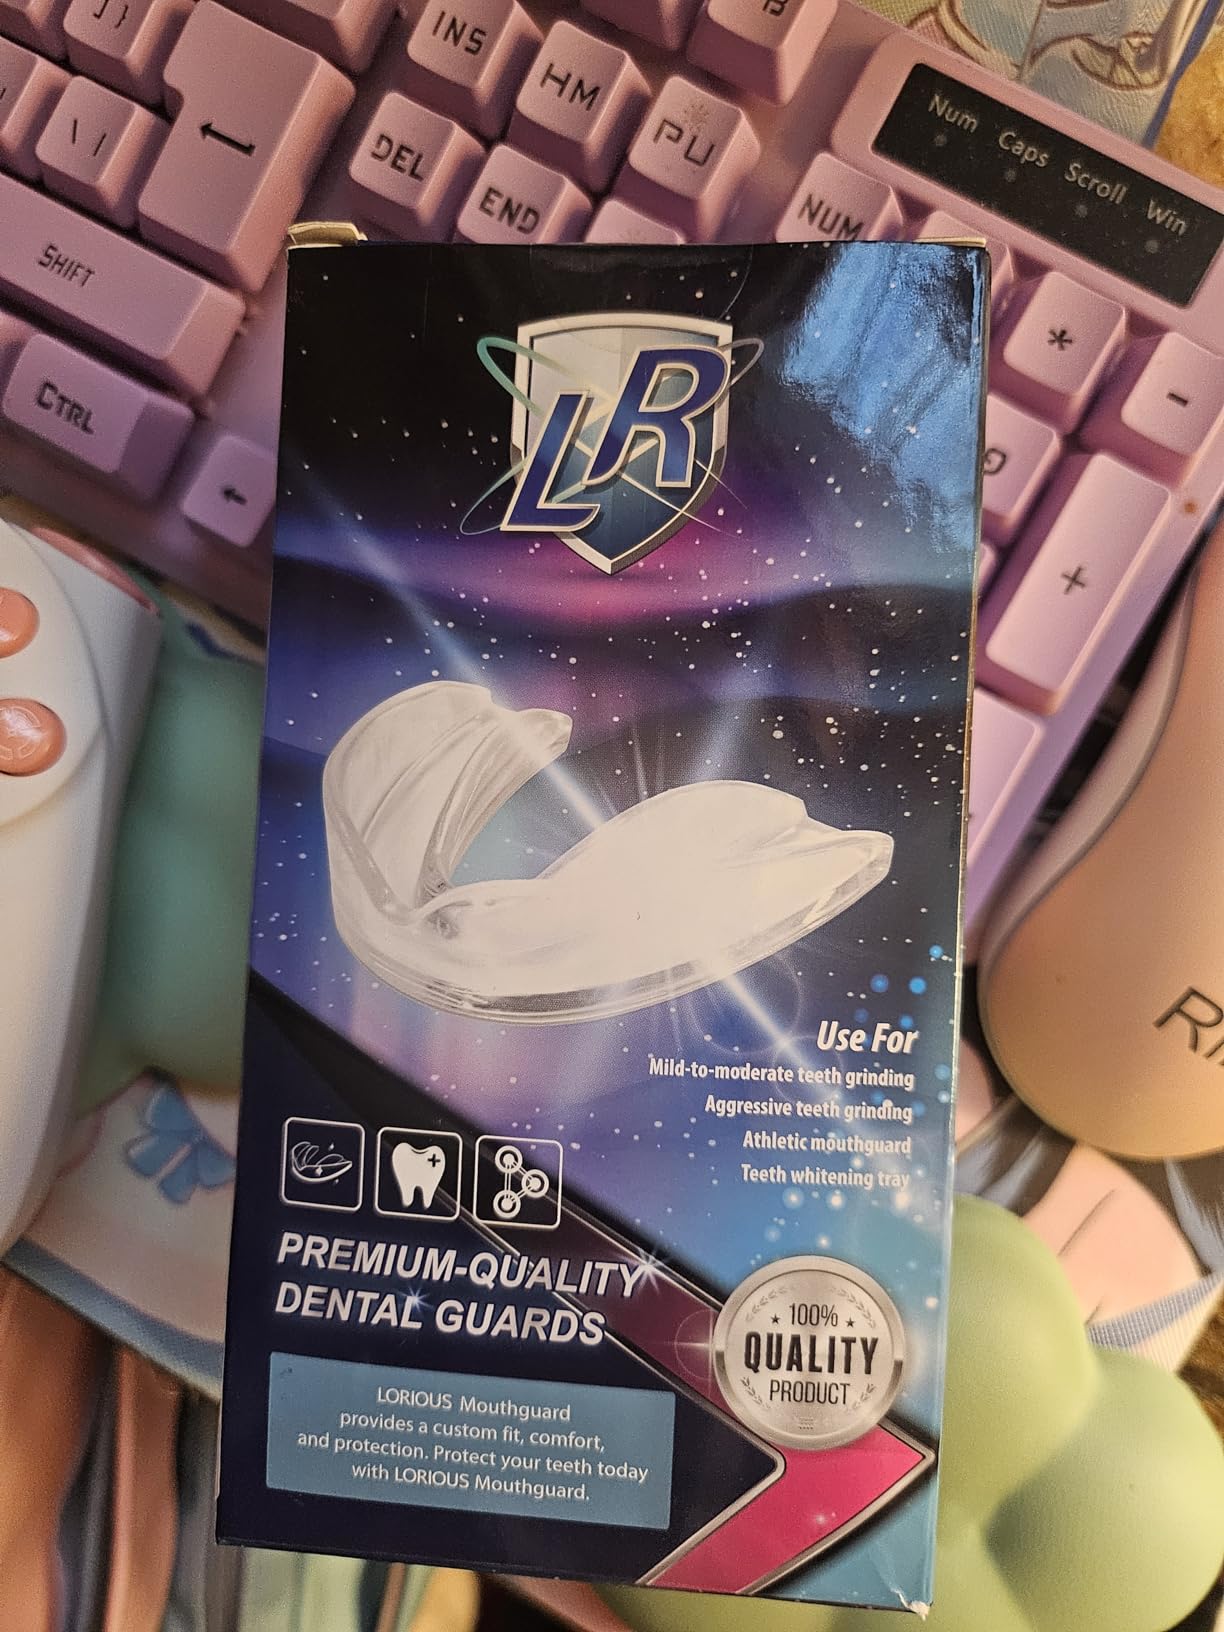 INS
HM
PU
DEL
END
NUM
Num Caps Scroll Win
SHIFT
CTRL
\ |
*
-
+
LR
Use For
Mild-to-moderate teeth grinding
Aggressive teeth grinding
Athletic mouthguard
Teeth whitening tray
PREMIUM-QUALITY
DENTAL GUARDS
100%
QUALITY
PRODUCT
LORIOUS Mouthguard
provides a custom fit, comfort,
and protection. Protect your teeth today
with LORIOUS Mouthguard.